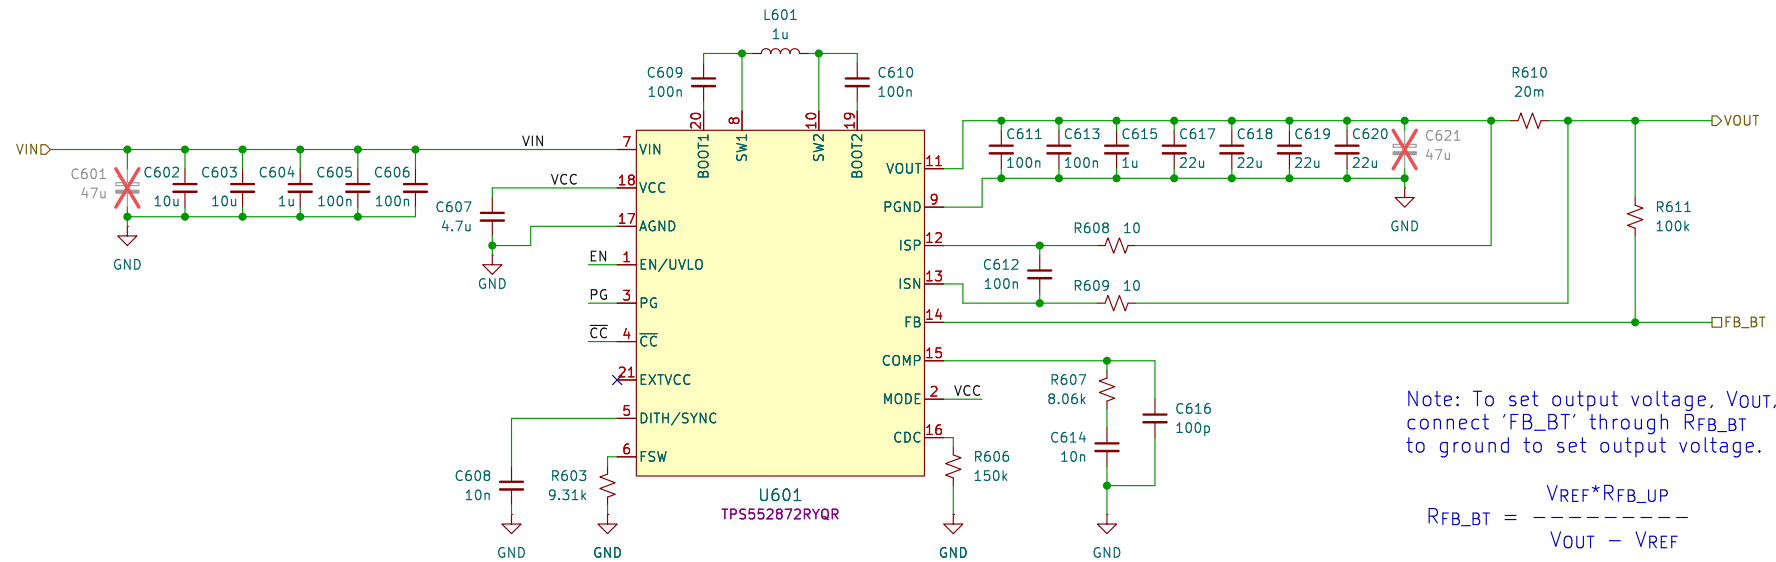 L601
1u
C609
100n
C610
100n
R610
20m
20
8
10
19
BOOT1
SW1
SW2
BOOT2
VIN
VIN
7
VIN
C601
47u
C602
10u
C603
10u
C604
1u
C605
100n
C606
100n
GND
VCC
18
VCC
C607
4.7u
GND
17
AGND
EN
1
EN/UVLO
PG
3
PG
CC
4
CC
21
EXTVCC
5
DITH/SYNC
6
FSW
C608
10n
GND
R603
9.31k
GND
U601
TPS552872RYQR
VOUT
11
PGND
9
ISP
12
ISN
13
FB
14
COMP
15
MODE
2
VCC
CDC
16
C611
100n
C613
100n
C615
1u
C617
22u
C618
22u
C619
22u
C620
22u
C621
47u
GND
VOUT
R608 10
C612
100n
R609 10
R611
100k
FB_BT
R607
8.06k
C614
10n
C616
100p
GND
R606
150k
GND
Note: To set output voltage, VOUT,
connect 'FB_BT' through RFB_BT
to ground to set output voltage.
VREF*RFB_UP
RFB_BT = ---------
VOUT - VREF